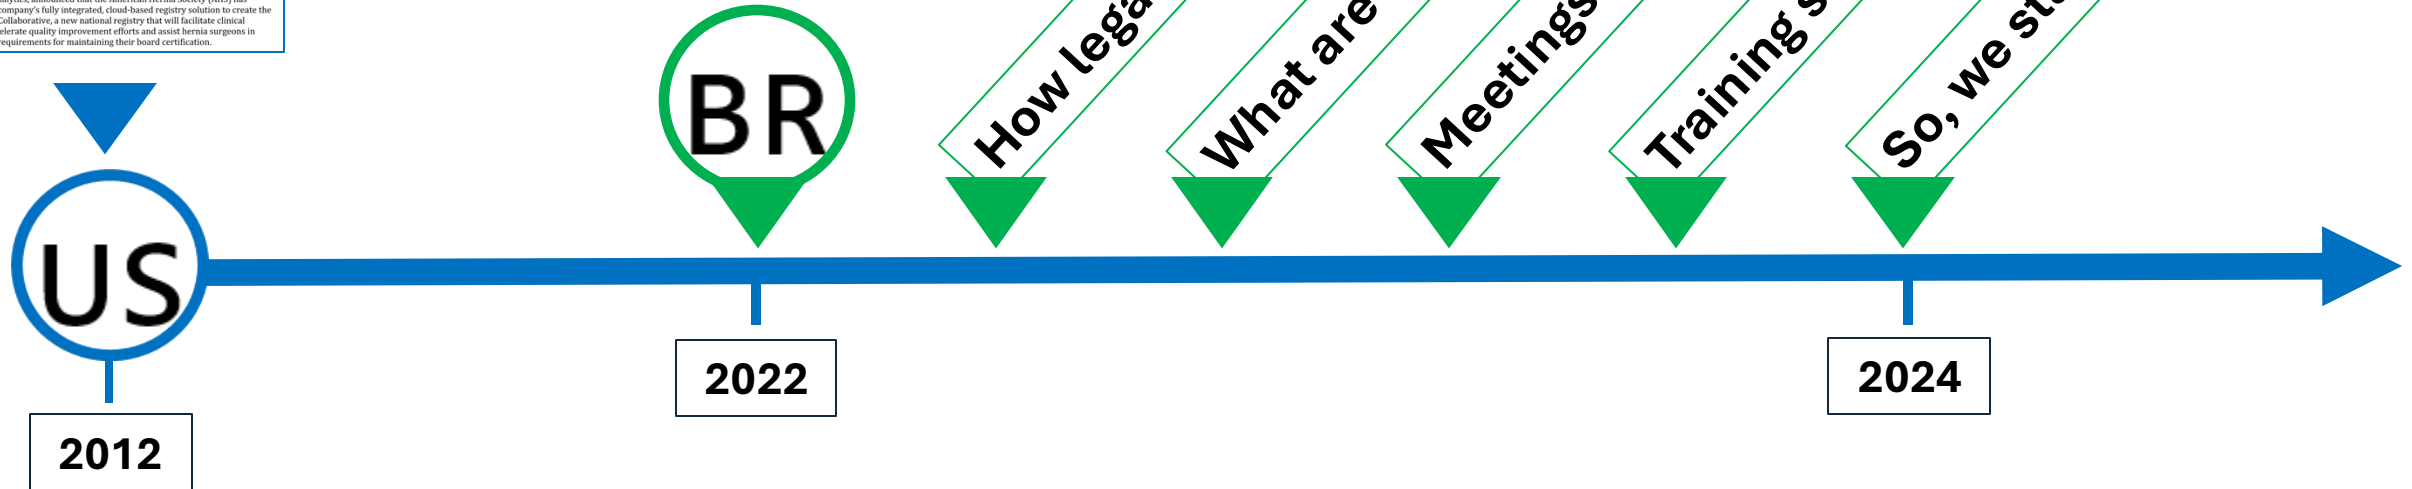 company's fully integrated, cloud-based registry solution to create the
Collaborative, a new national registry that will facilitate clinical
elerate quality improvement efforts and assist hernia surgeons in
requirements for maintaining their board certification.
BR
How lega
What are
Meetings
Training s
So, we st
US
2022
2024
2012